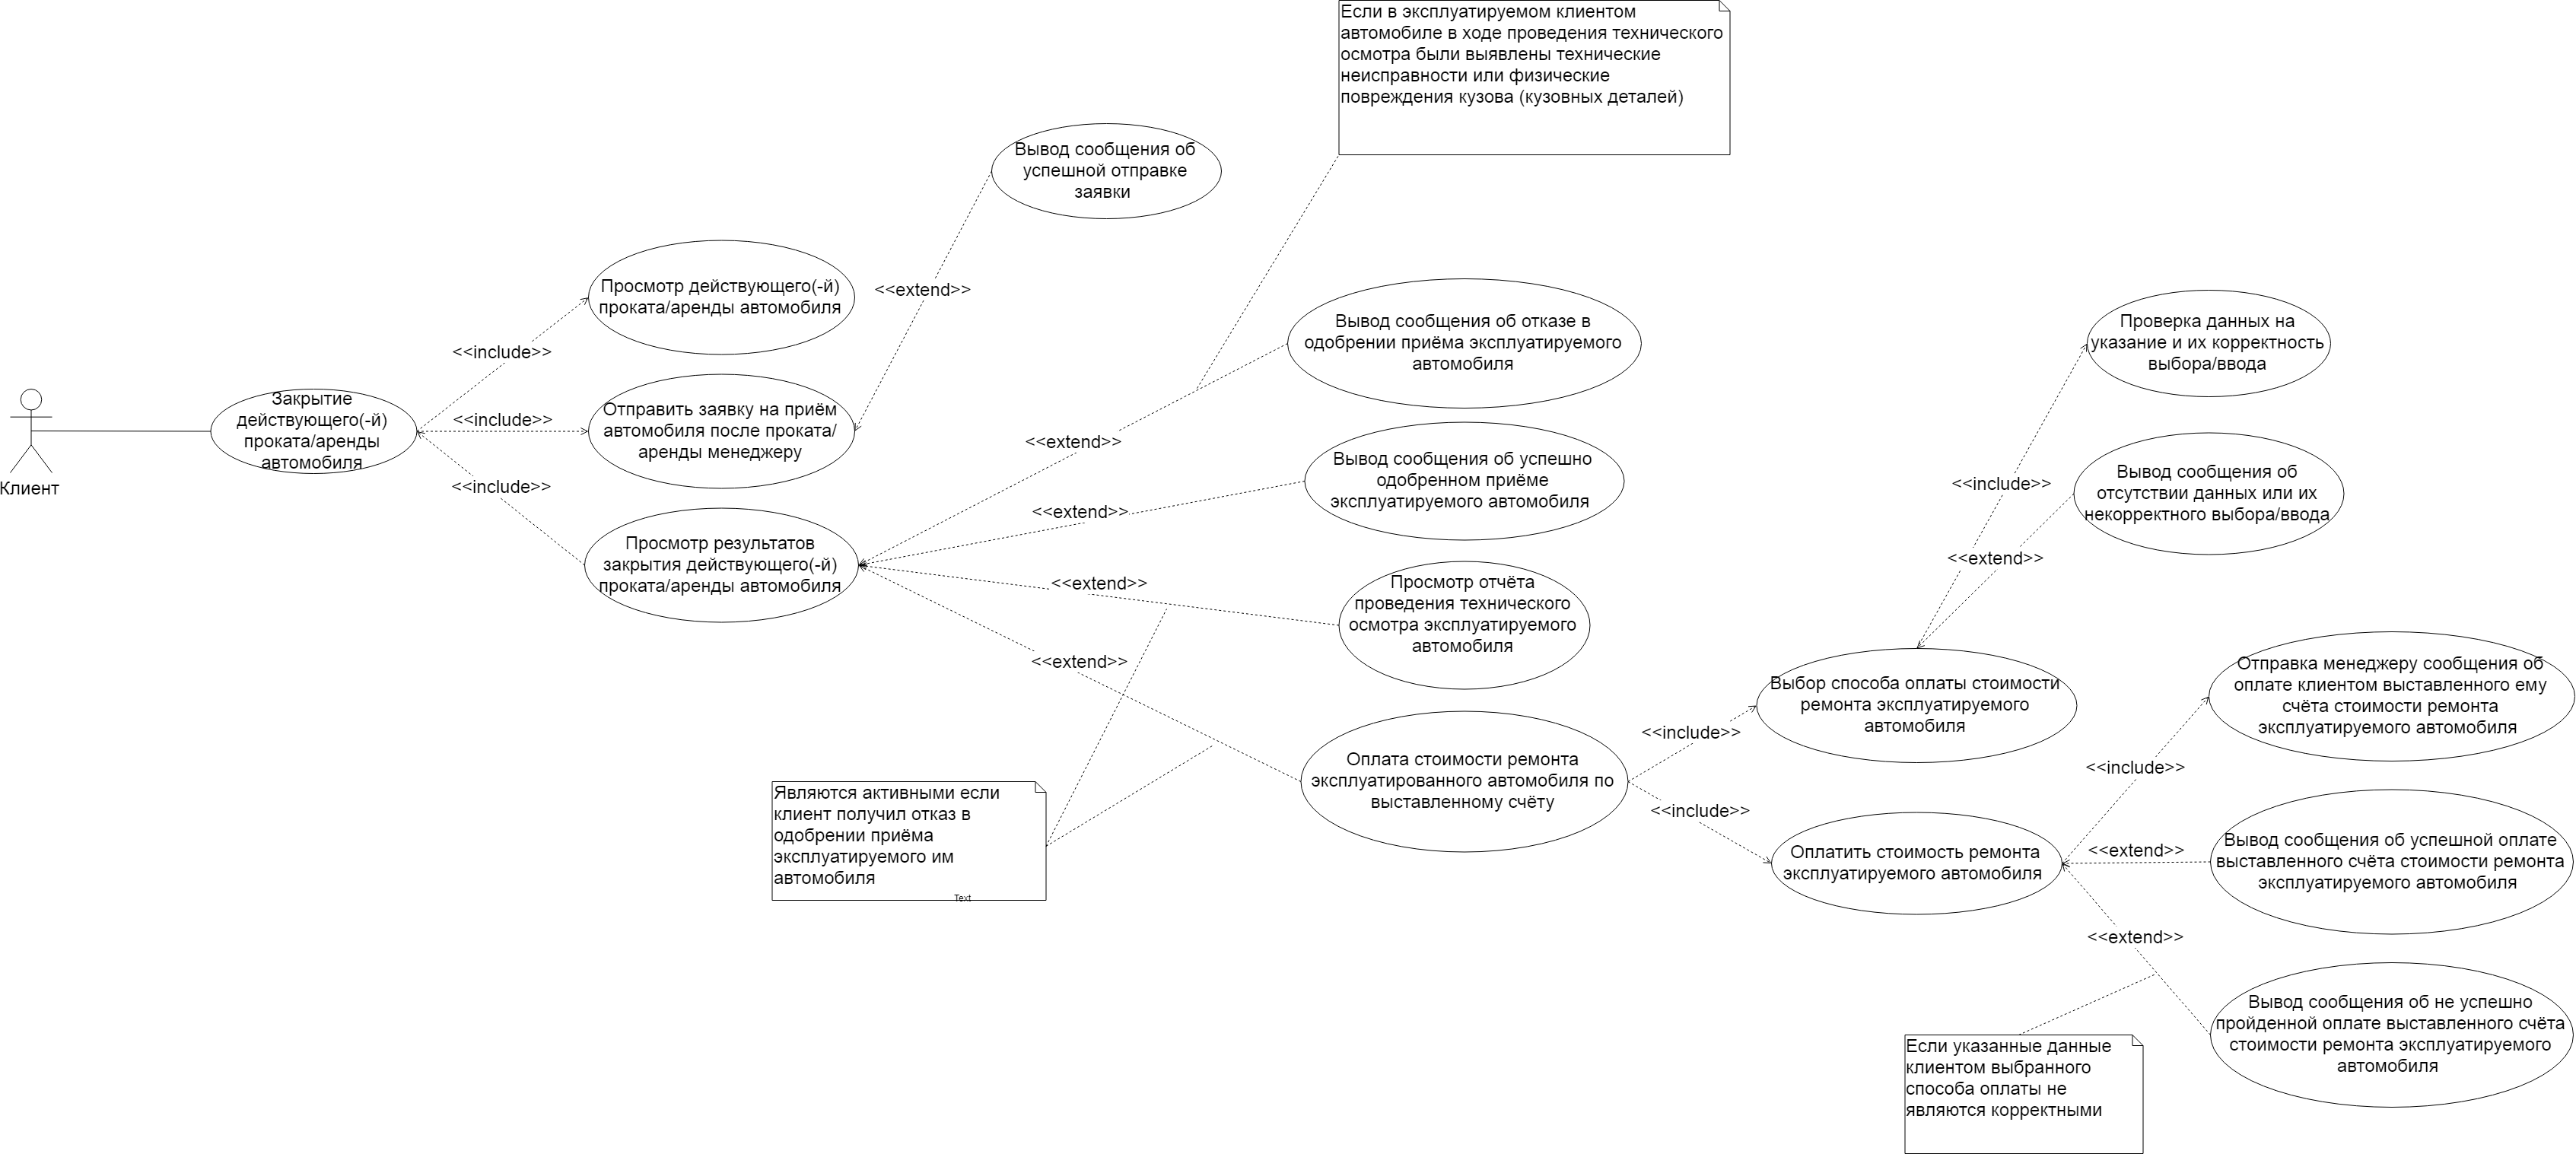 Если в эксплуатируемом клиентом
автомобиле в ходе проведения технического
осмотра были выявлены технические
неисправности или физические
повреждения кузова (кузовных деталей)
Вывод сообщения об
успешной отправке
заявки
<<extend>>
Просмотр действующего(-й)
проката/аренды автомобиля
<<include>>
Клиент
Закрытие
действующего(-й)
проката/аренды
автомобиля
<<include>>
Отправить заявку на приём
автомобиля после проката/
аренды менеджеру
<<include>>
Просмотр результатов
закрытия действующего(-й)
проката/аренды автомобиля
Вывод сообщения об отказе в
одобрении приёма эксплуатируемого
автомобиля
<<extend>>
Вывод сообщения об успешно
одобренном приёме
эксплуатируемого автомобиля
<<extend>>
Просмотр отчёта
проведения технического
осмотра эксплуатируемого
автомобиля
<<extend>>
<<extend>>
Оплата стоимости ремонта
эксплуатированного автомобиля по
выставленному счёту
Являются активными если
клиент получил отказ в
одобрении приёма
эксплуатируемого им
автомобиля
Text
Проверка данных на
указание и их корректность
выбора/ввода
<<include>>
Вывод сообщения об
отсутствии данных или их
некорректного выбора/ввода
<<extend>>
Выбор способа оплаты стоимости
ремонта эксплуатируемого
автомобиля
<<include>>
<<include>>
Оплатить стоимость ремонта
эксплуатируемого автомобиля
Отправка менеджеру сообщения об
оплате клиентом выставленного ему
счёта стоимости ремонта
эксплуатируемого автомобиля
<<include>>
Вывод сообщения об успешной оплате
выставленного счёта стоимости ремонта
эксплуатируемого автомобиля
<<extend>>
<<extend>>
Вывод сообщения об не успешно
пройденной оплате выставленного счёта
стоимости ремонта эксплуатируемого
автомобиля
Если указанные данные
клиентом выбранного
способа оплаты не
являются корректными